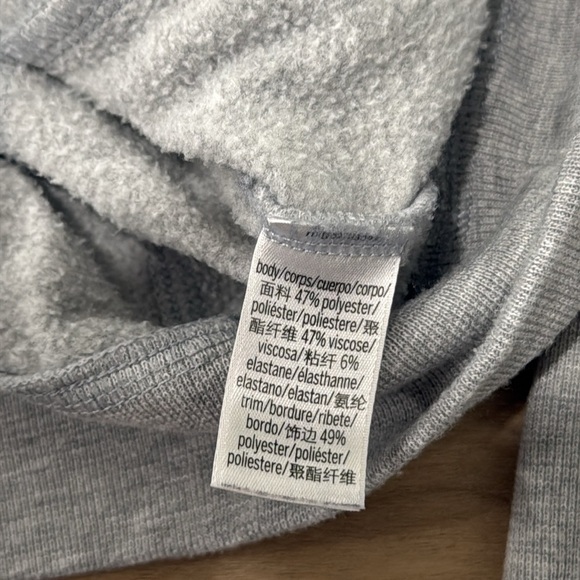 body/corps/cuerpo/corpo/
面料 47% polyester/
poliéster/poliestere/聚
酯纤维 47% viscose/
viscosa/粘纤 6%
elastane/élasthanne/
elastano/elastan/氨纶
trim/bordure/ribete/
bordo/饰边 49%
polyester/poliéster/
poliestere/聚酯纤维